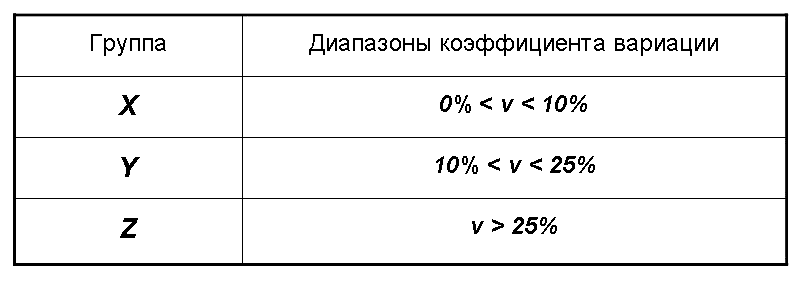 Группа Диапазоны коэффициента вариации
X 0% < v < 10%
Y 10% < v < 25%
Z v > 25%